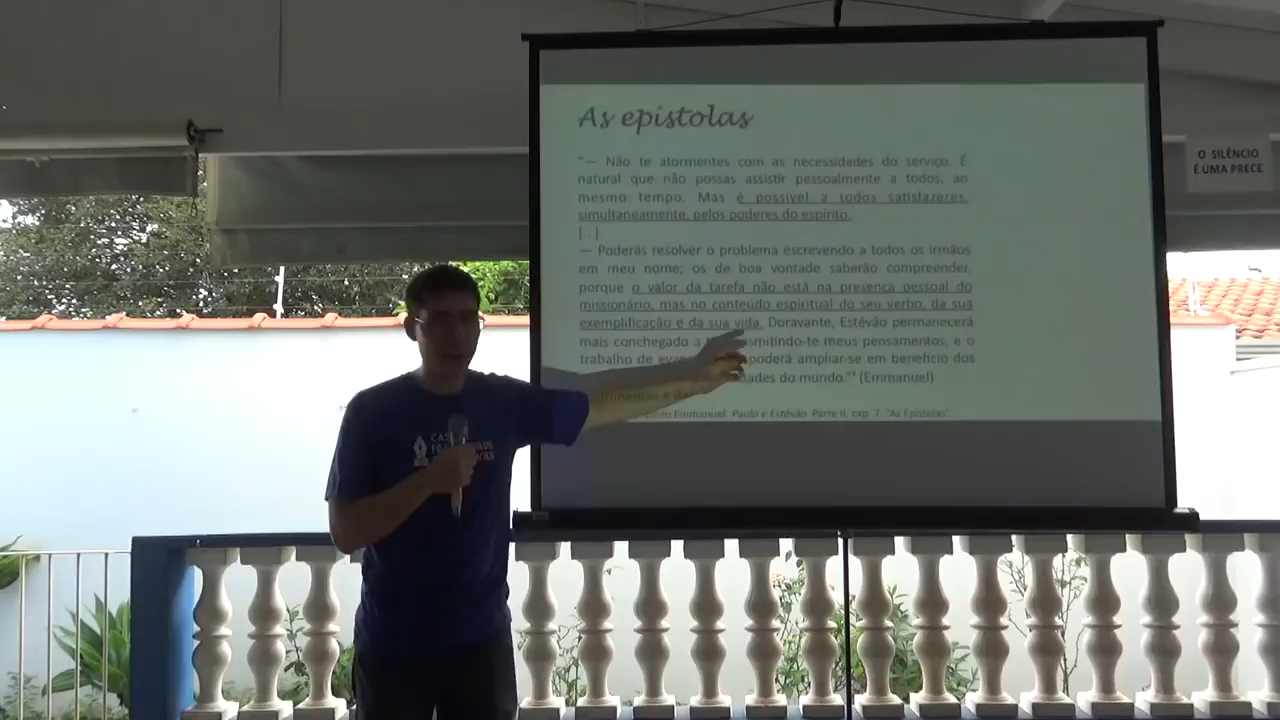 As epistolas
"— Não te atormentes com as necessidades do serviço. É
natural que não possas assistir pessoalmente a todos, ao
mesmo tempo. Mas é possível a todos satisfazeres,
simultaneamente, pelos poderes do espírito.
[...]
— Poderás resolver o problema escrevendo a todos os irmãos
em meu nome; os de boa vontade saberão compreender,
porque o valor da tarefa não está na presença pessoal do
missionário, mas no conteúdo espiritual do seu verbo, da sua
exemplificação e da sua vida. Doravante, Estêvão permanecerá
mais conchegado a meus pensamentos, e o
trabalho de poderá ampliar-se em benefício dos
do mundo."¹ (Emmanuel)
Emmanuel. Paulo e Estêvão. Parte II, cap. 7. "As Epístolas".
O SILÊNCIO
É UMA PRECE
CAS
FRA